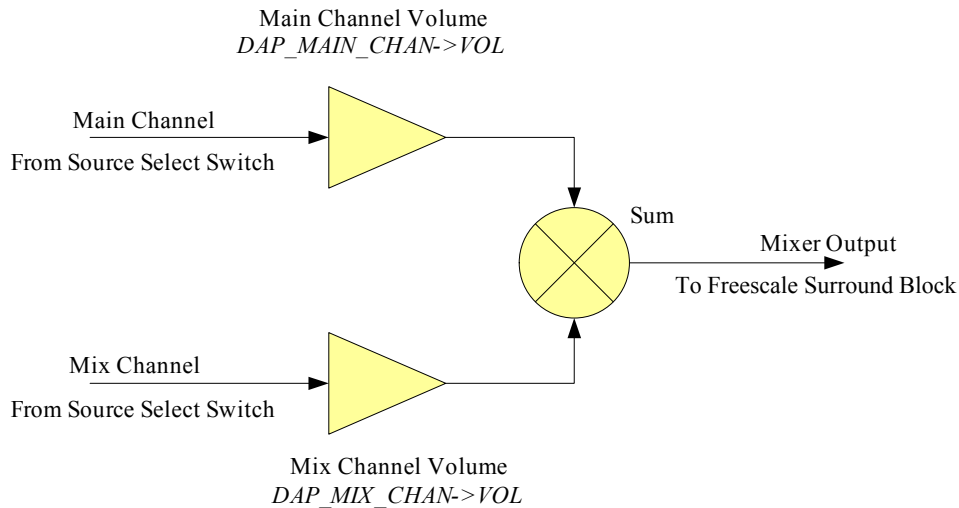 Main Channel Volume
DAP_MAIN_CHAN->VOL
Main Channel
From Source Select Switch
Sum
Mixer Output
To Freescale Surround Block
Mix Channel
From Source Select Switch
Mix Channel Volume
DAP_MIX_CHAN->VOL